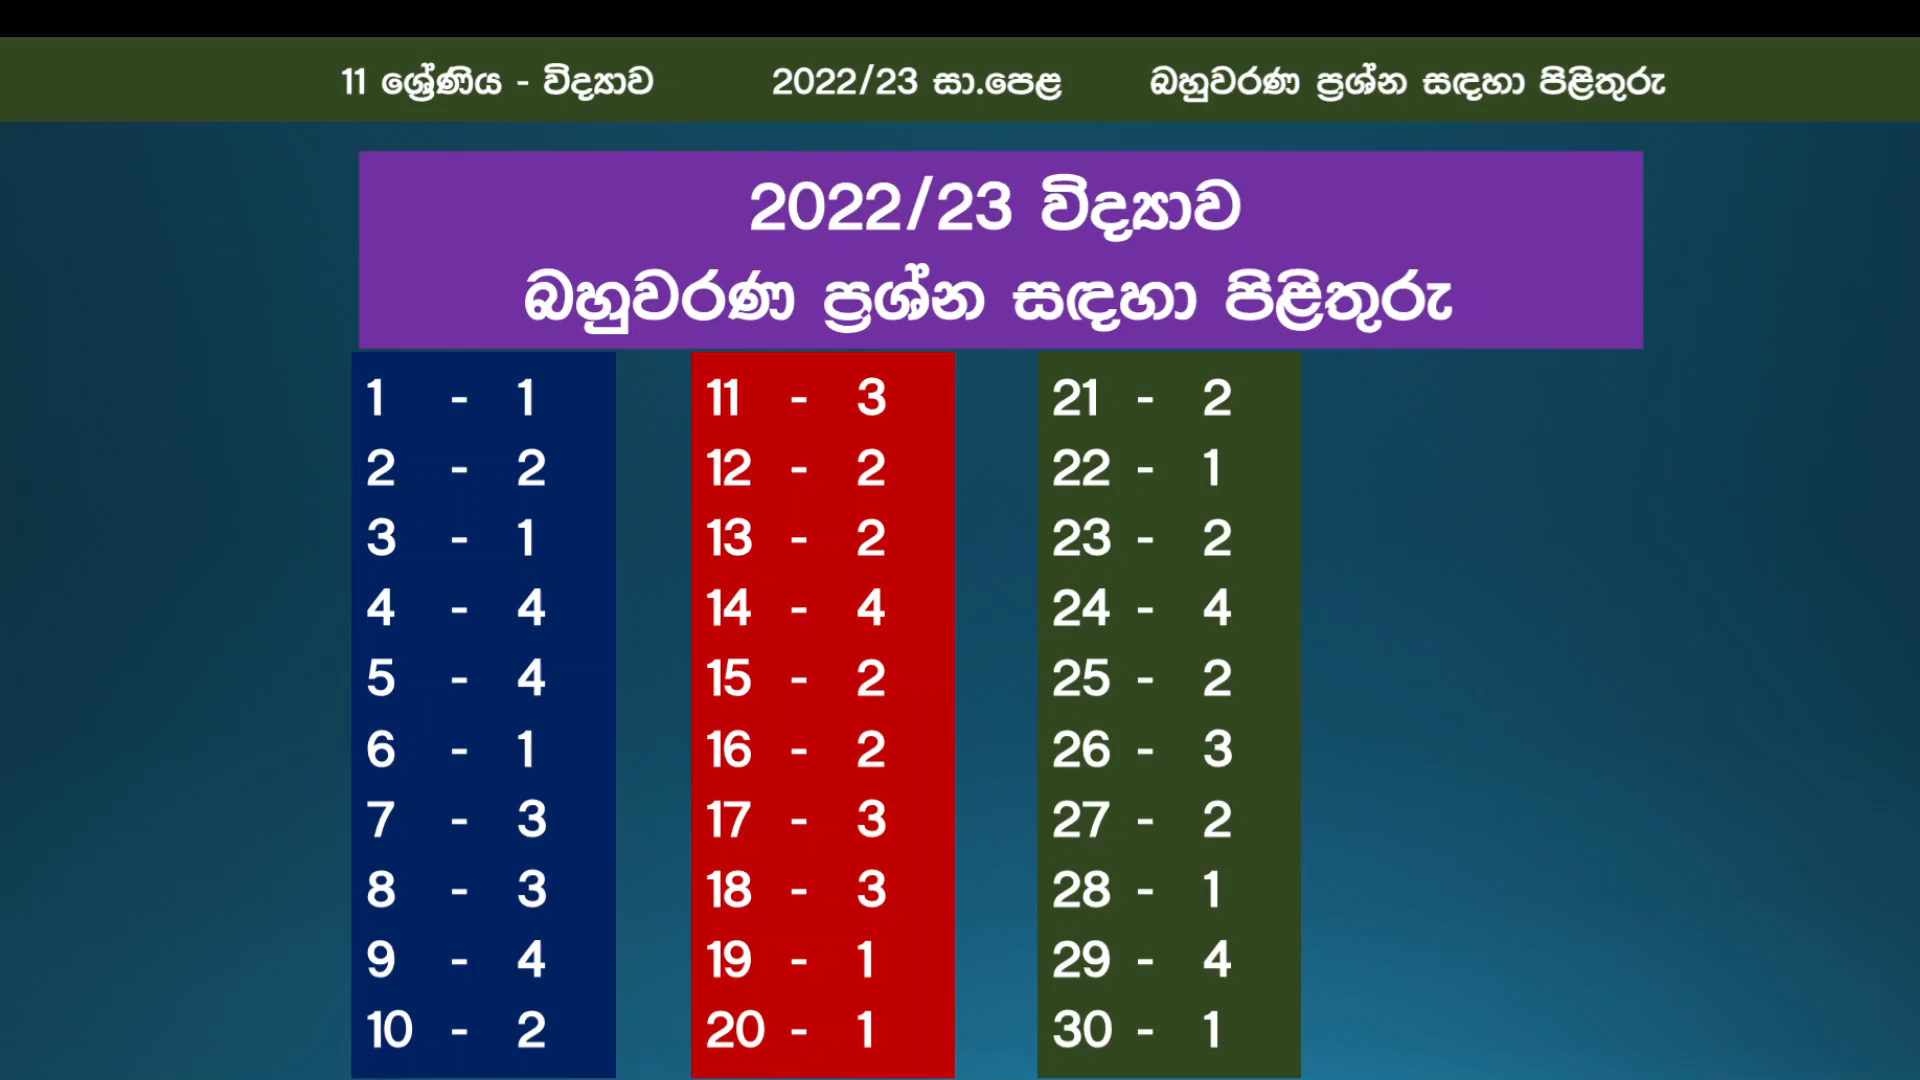 11 ශ්‍රේණිය - විද්‍යාව 2022/23 සා.පෙළ බහුවරණ ප්‍රශ්න සඳහා පිළිතුරු
2022/23 විද්‍යාව
බහුවරණ ප්‍රශ්න සඳහා පිළිතුරු
1 - 1
2 - 2
3 - 1
4 - 4
5 - 4
6 - 1
7 - 3
8 - 3
9 - 4
10 - 2
11 - 3
12 - 2
13 - 2
14 - 4
15 - 2
16 - 2
17 - 3
18 - 3
19 - 1
20 - 1
21 - 2
22 - 1
23 - 2
24 - 4
25 - 2
26 - 3
27 - 2
28 - 1
29 - 4
30 - 1